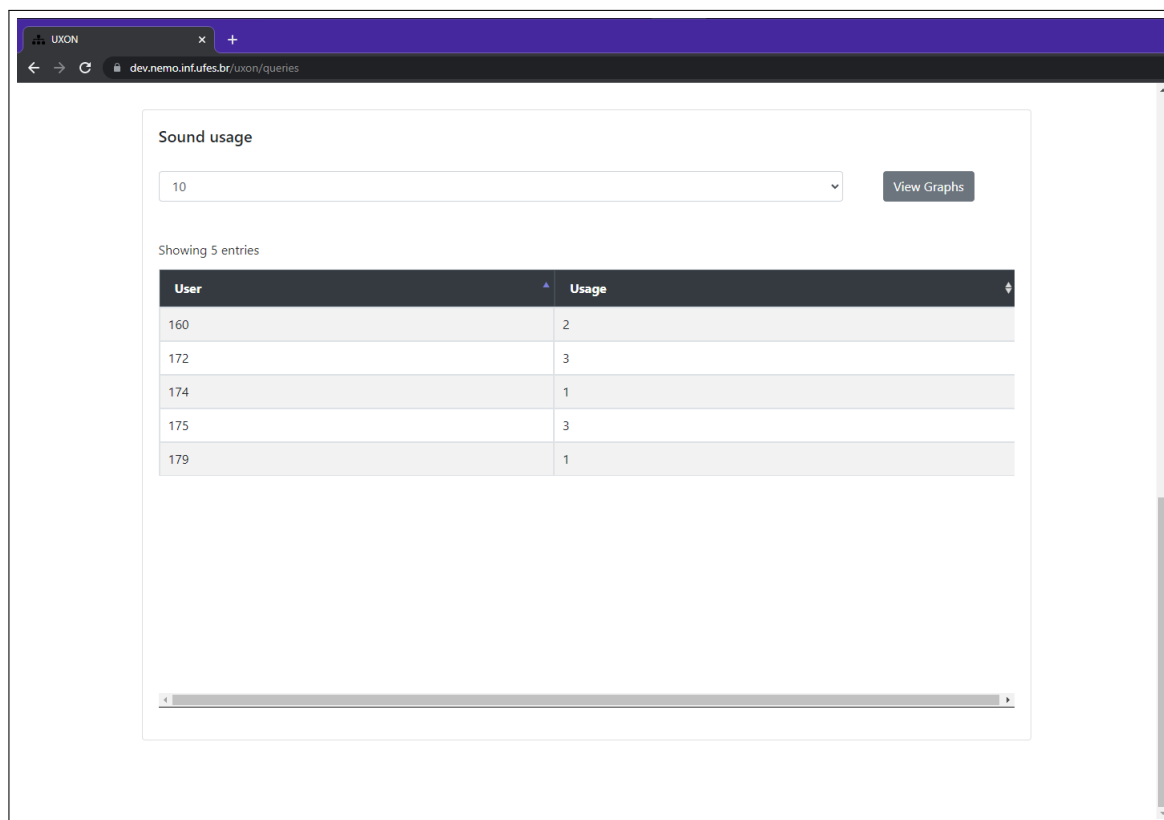 UXON
dev.nemo.inf.ufes.br/uxon/queries
Sound usage
10
View Graphs
Showing 5 entries
User Usage
160 2
172 3
174 1
175 3
179 1